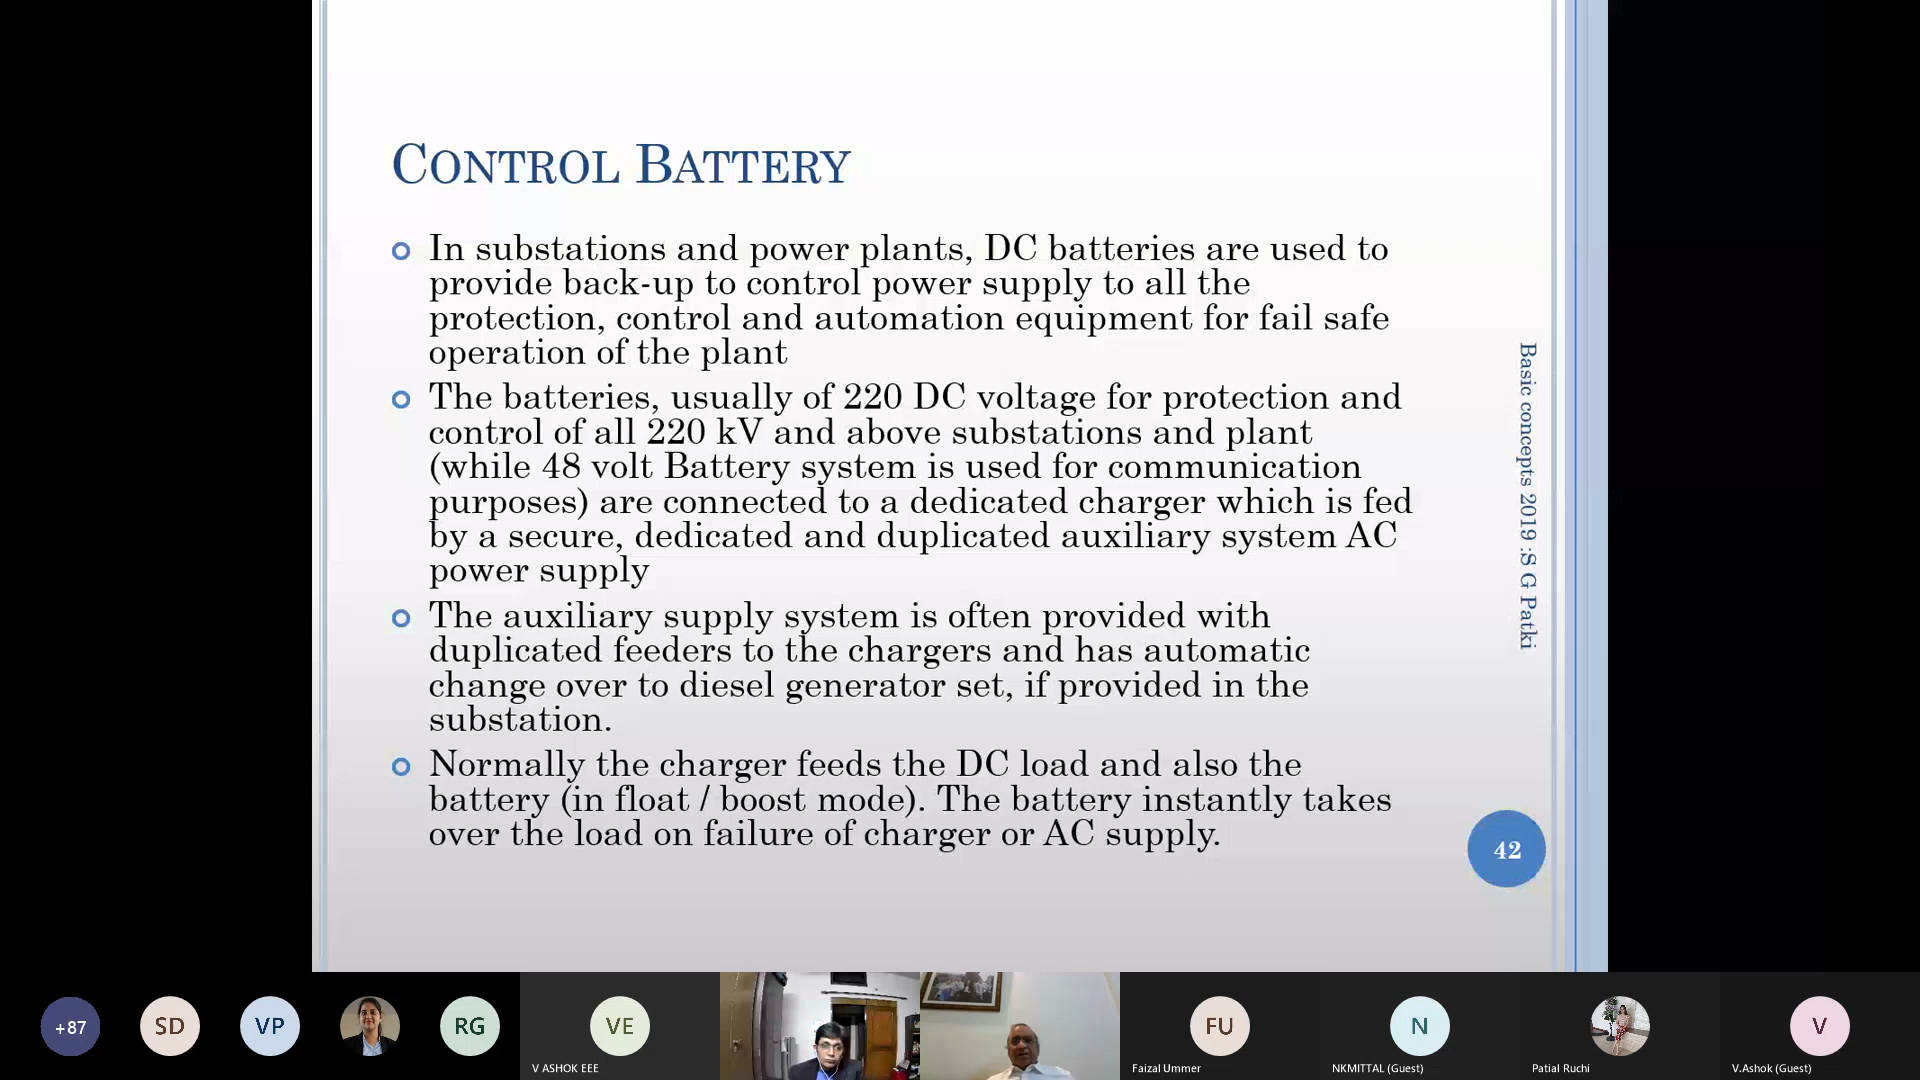 CONTROL BATTERY
In substations and power plants, DC batteries are used to
provide back-up to control power supply to all the
protection, control and automation equipment for fail safe
operation of the plant
The batteries, usually of 220 DC voltage for protection and
control of all 220 kV and above substations and plant
(while 48 volt Battery system is used for communication
purposes) are connected to a dedicated charger which is fed
by a secure, dedicated and duplicated auxiliary system AC
power supply
The auxiliary supply system is often provided with
duplicated feeders to the chargers and has automatic
change over to diesel generator set, if provided in the
substation.
Normally the charger feeds the DC load and also the
battery (in float / boost mode). The battery instantly takes
over the load on failure of charger or AC supply.
Basic concepts 2019 :S G Patki
42
+87
SD
VP
RG
VE
V ASHOK EEE
FU
Faizal Ummer
N
NKMITTAL (Guest)
Patial Ruchi
V
V.Ashok (Guest)